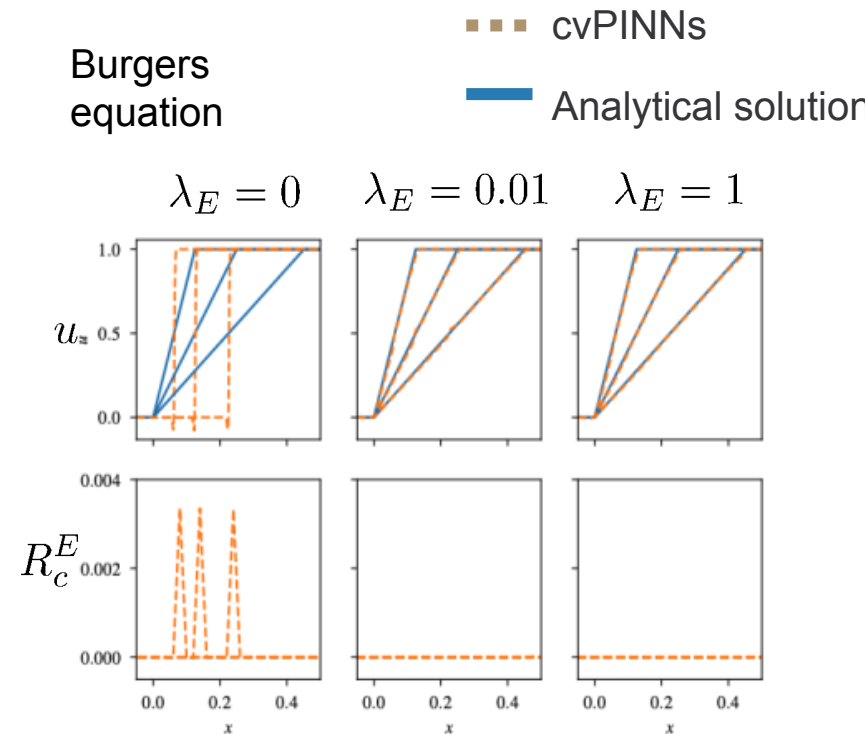 cvPINNs
Burgers
equation
Analytical solution
λ_E = 0
λ_E = 0.01
λ_E = 1
u
1.0
0.5
0.0
R_c^E
0.004
0.002
0.000
0.0 0.2 0.4
0.0 0.2 0.4
0.0 0.2 0.4
x
x
x